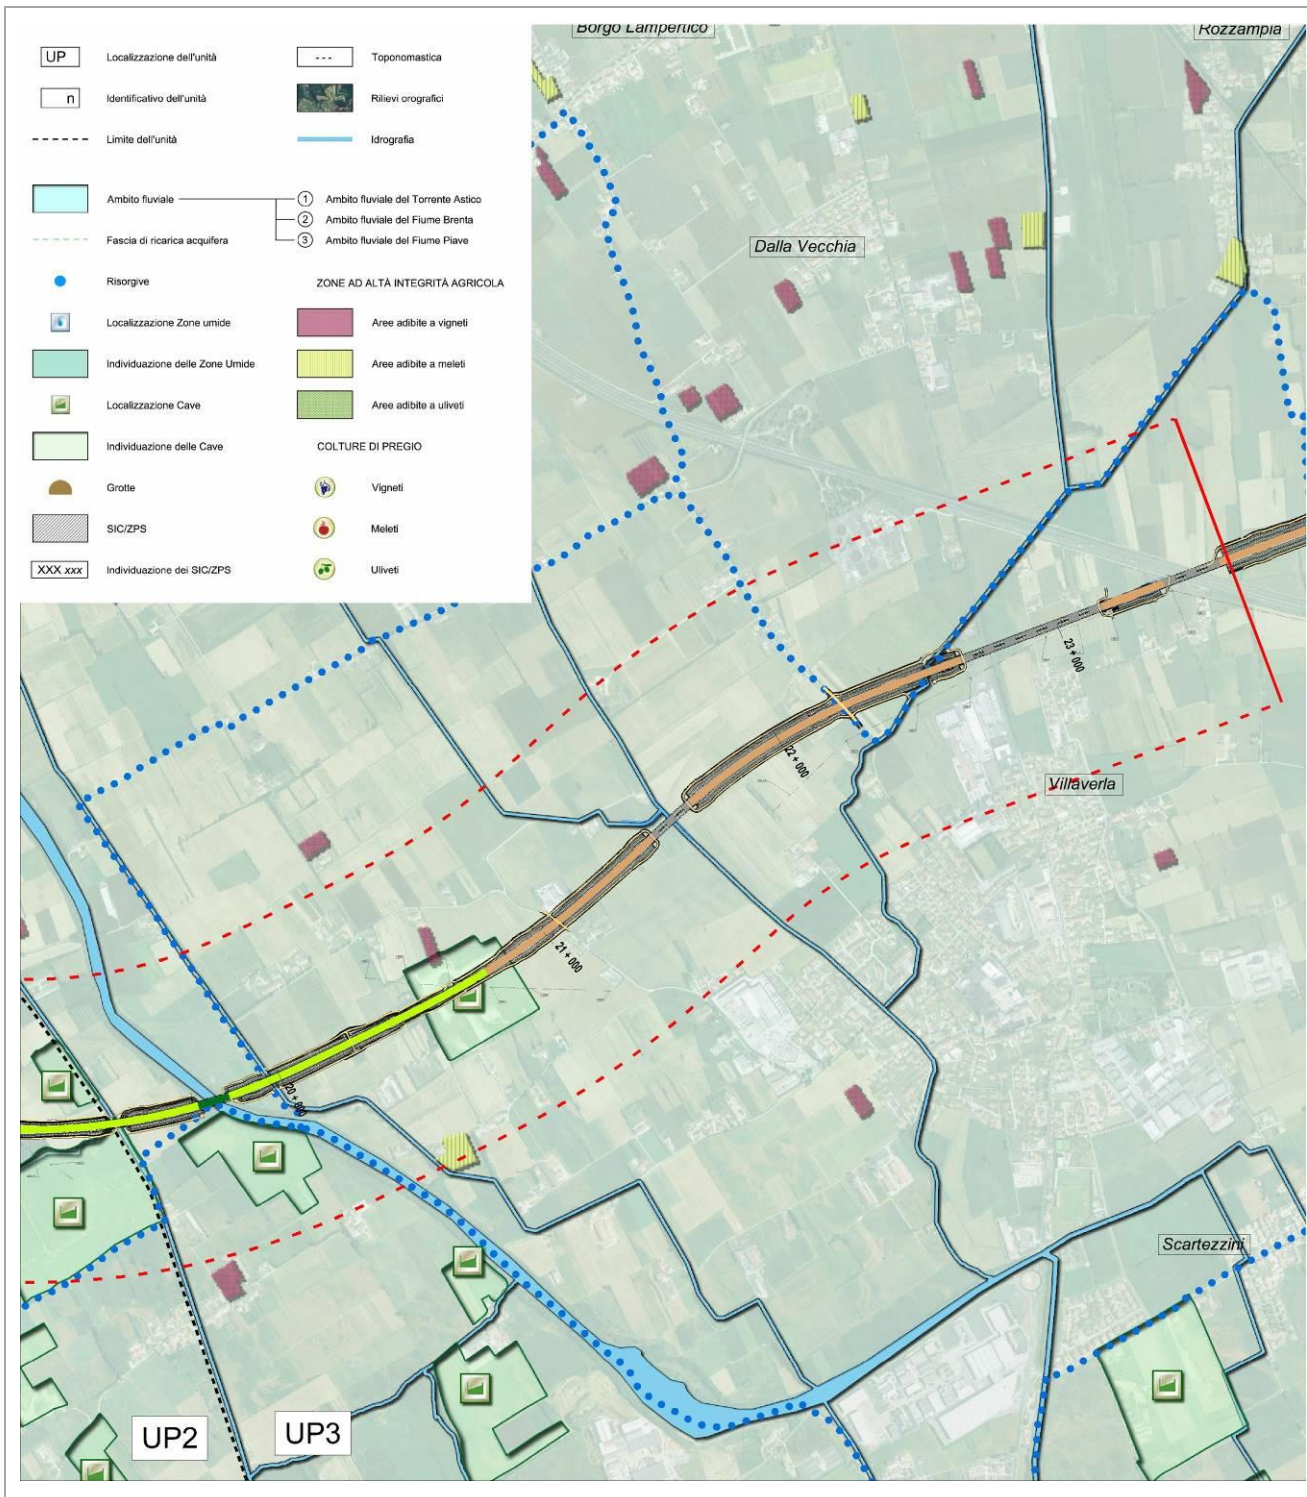 UP
Localizzazione dell'unità
n
Identificativo dell'unità
Limite dell'unità
Ambito fluviale
Fascia di ricarica acquifera
Risorgive
Localizzazione Zone umide
Individuazione delle Zone Umide
Localizzazione Cave
Individuazione delle Cave
Grotte
SIC/ZPS
XXX xxx
Individuazione dei SIC/ZPS
---
Toponomastica
Rilievi orografici
Idrografia
1 Ambito fluviale del Torrente Astico
2 Ambito fluviale del Fiume Brenta
3 Ambito fluviale del Fiume Piave
ZONE AD ALTÀ INTEGRITÀ AGRICOLA
Aree adibite a vigneti
Aree adibite a meleti
Aree adibite a uliveti
COLTURE DI PREGIO
Vigneti
Meleti
Uliveti
Borgo Lampertico
Rozzampia
Dalla Vecchia
23 + 000
22 + 000
Villaverla
21 + 000
20 + 000
Scartezzini
UP2
UP3